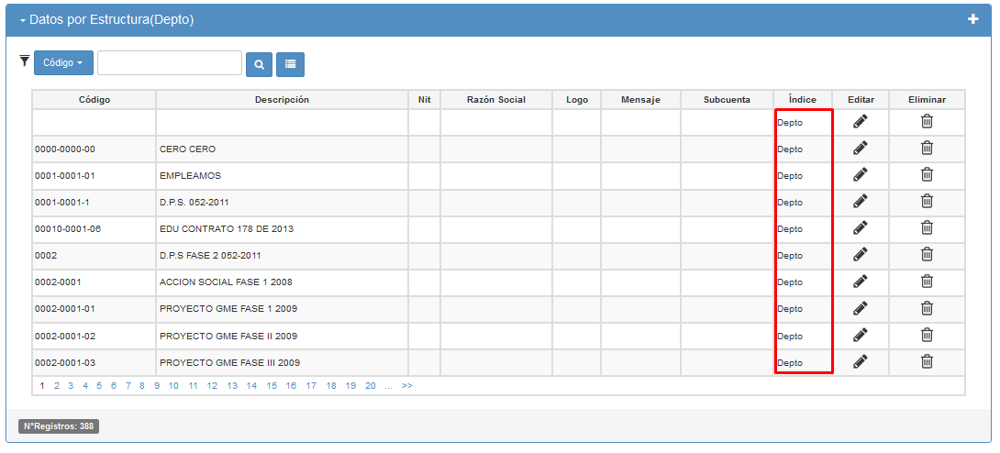 Datos por Estructura(Depto)
Código
Código Descripción Nit Razón Social Logo Mensaje Subcuenta Índice Editar Eliminar
Depto
0000-0000-00 CERO CERO Depto
0001-0001-01 EMPLEAMOS Depto
0001-0001-1 D.P.S. 052-2011 Depto
00010-0001-06 EDU CONTRATO 178 DE 2013 Depto
0002 D.P.S FASE 2 052-2011 Depto
0002-0001 ACCION SOCIAL FASE 1 2008 Depto
0002-0001-01 PROYECTO GME FASE 1 2009 Depto
0002-0001-02 PROYECTO GME FASE II 2009 Depto
0002-0001-03 PROYECTO GME FASE III 2009 Depto
1 2 3 4 5 6 7 8 9 10 11 12 13 14 15 16 17 18 19 20 ... >>
N°Registros: 388